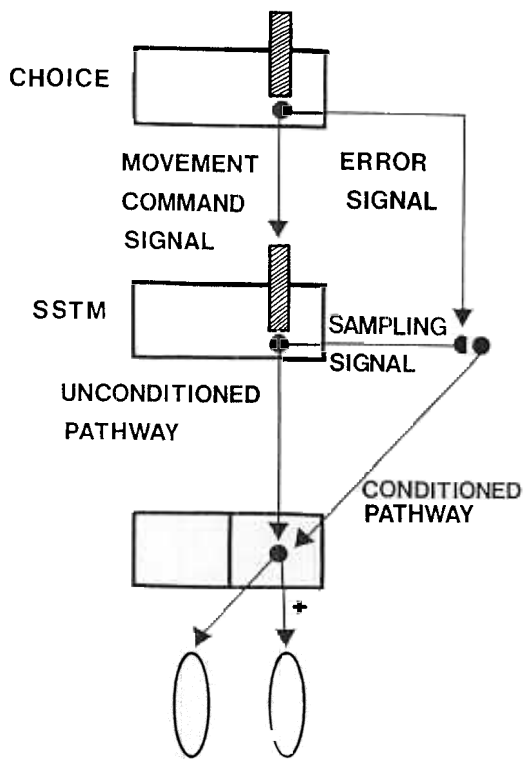 CHOICE
MOVEMENT
COMMAND
SIGNAL
ERROR
SIGNAL
SSTM
SAMPLING
SIGNAL
UNCONDITIONED
PATHWAY
CONDITIONED
PATHWAY
+